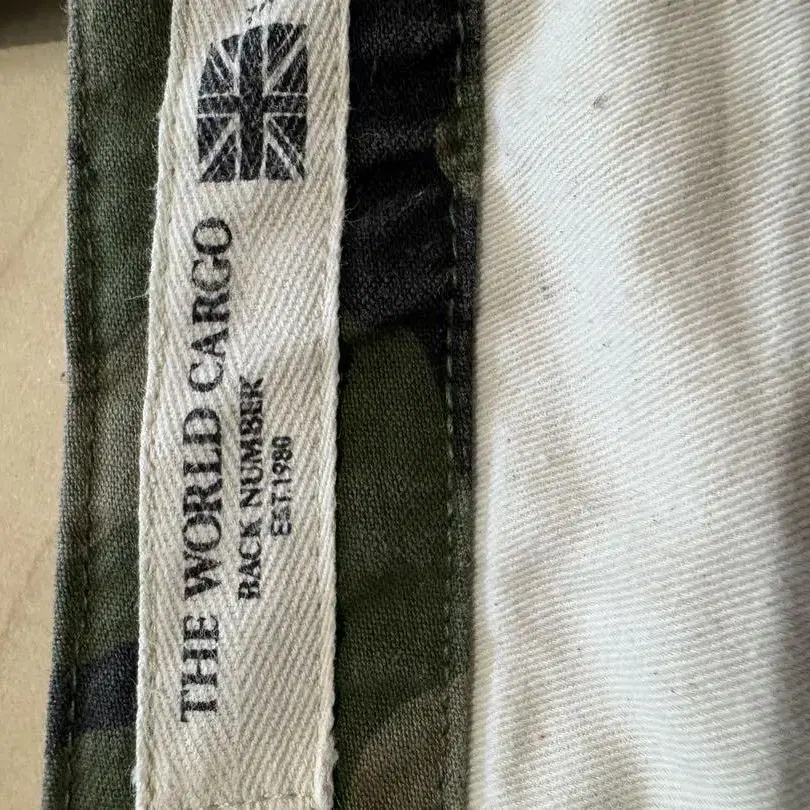 THE WORLD CARGO
BACK NUMBER
EST.1980